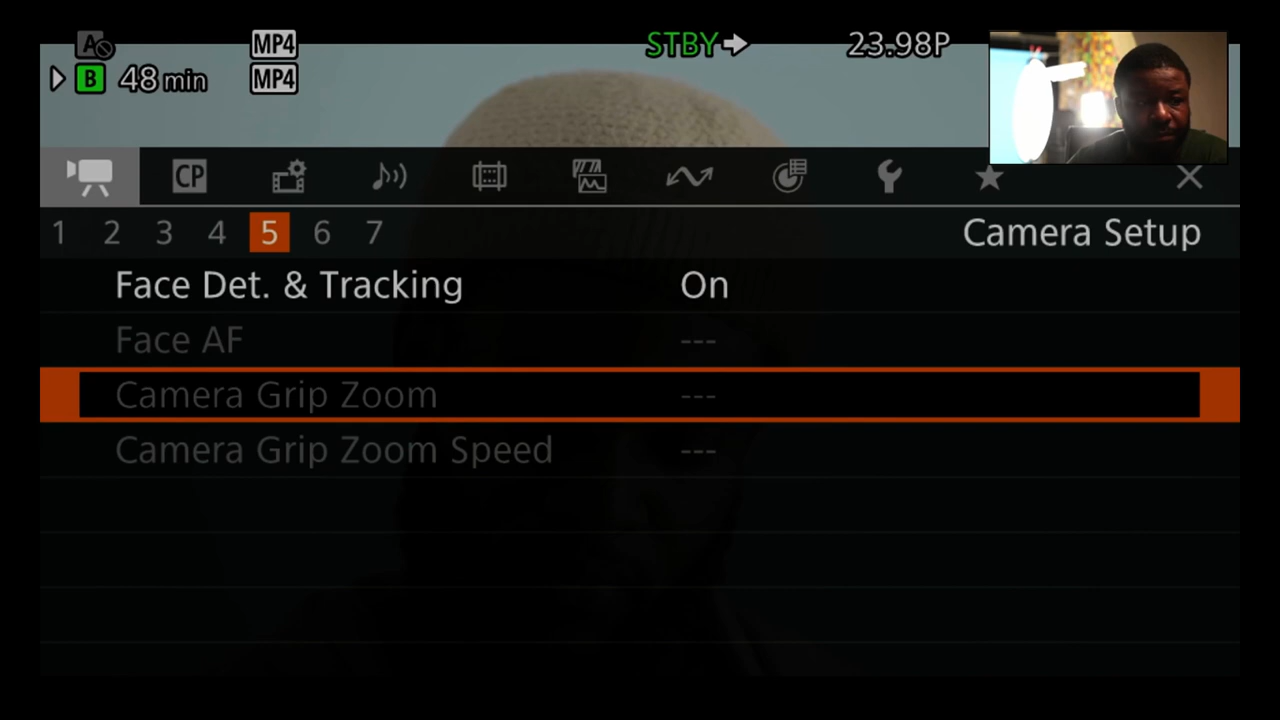 A MP4 STBY 23.98P
B 48 min MP4
CP
1 2 3 4 5 6 7 Camera Setup
Face Det. & Tracking On
Face AF ---
Camera Grip Zoom ---
Camera Grip Zoom Speed ---